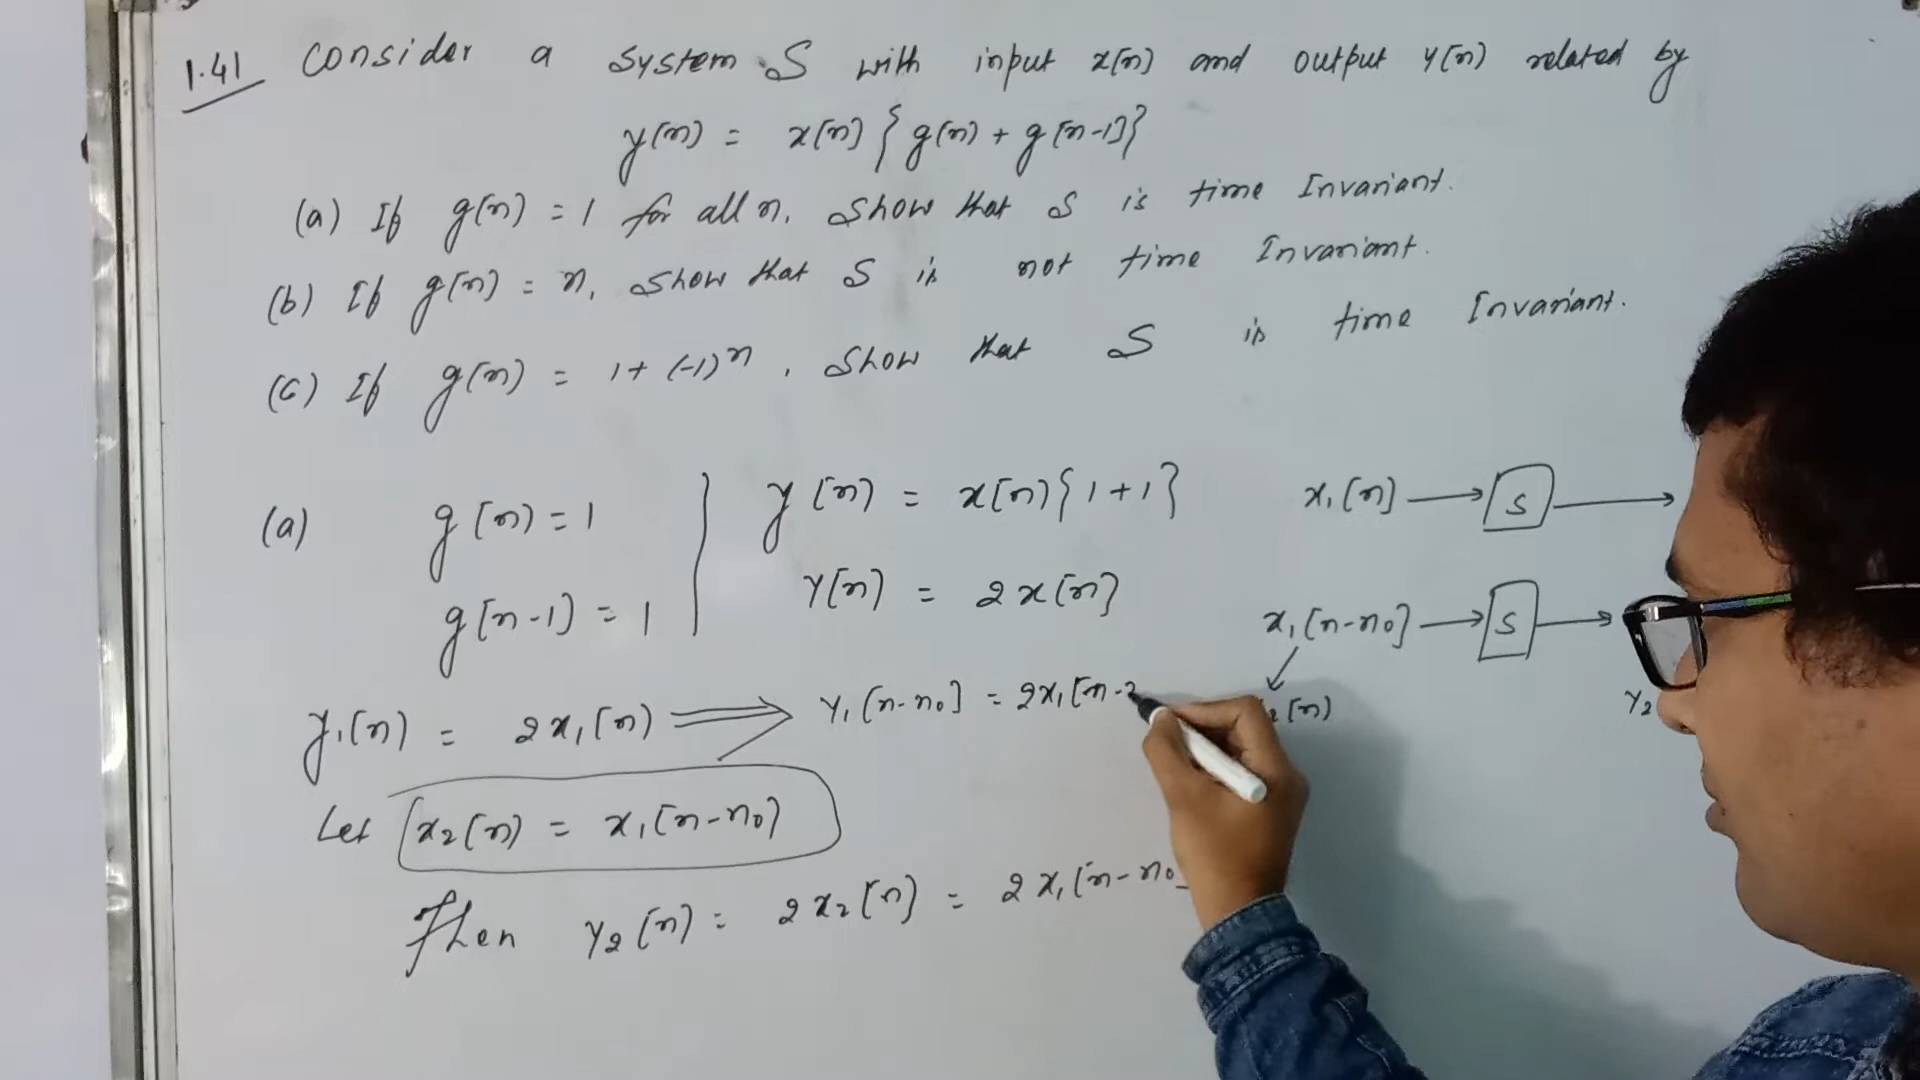 1.41 Consider a system S with input x[n] and output y[n] related by
y[n] = x[n] { g[n] + g[n-1] }
(a) If g[n] = 1 for all n, Show that S is time Invariant.
(b) If g[n] = n, Show that S is not time Invariant.
(c) If g[n] = 1 + (-1)ⁿ, Show that S is time Invariant.
(a) g[n] = 1
g[n-1] = 1
y[n] = x[n] { 1 + 1 }
y[n] = 2x[n]
x₁[n] → S →
x₁[n-n₀] → S →
x₂[n] y₂
y₁[n] = 2x₁[n] ⇒ y₁[n-n₀] = 2x₁[n-
Let x₂[n] = x₁[n-n₀]
Then y₂[n] = 2x₂[n] = 2x₁[n-n₀